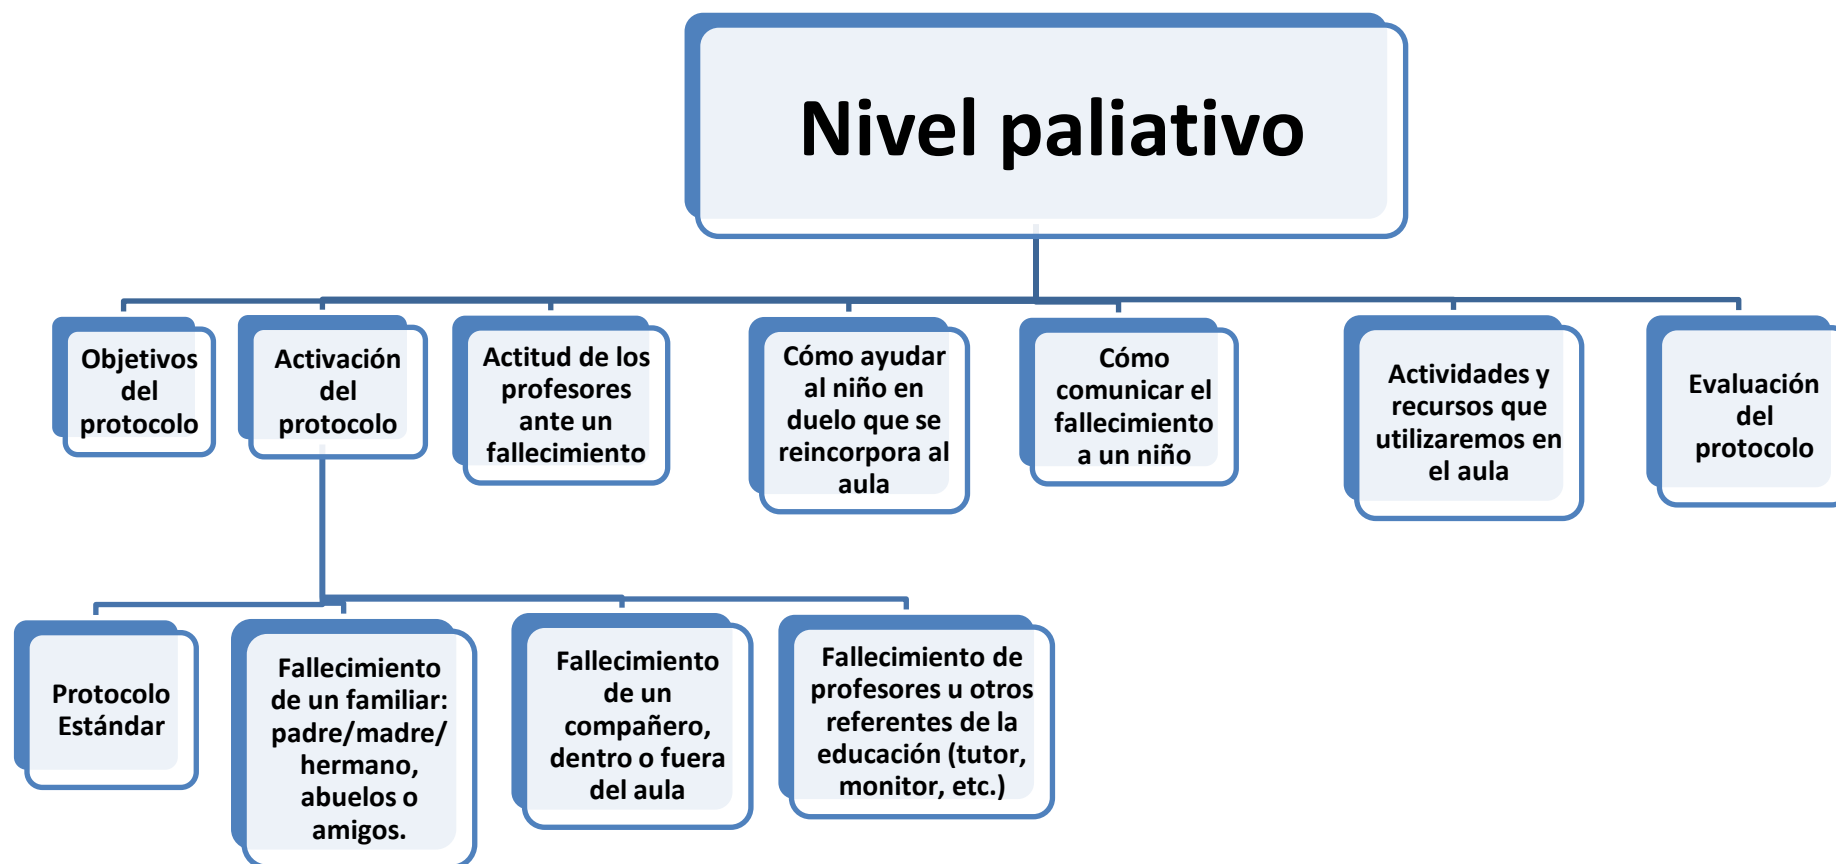 Nivel paliativo
Objetivos
del
protocolo
Activación
del
protocolo
Actitud de los
profesores
ante un
fallecimiento
Cómo ayudar
al niño en
duelo que se
reincorpora al
aula
Cómo
comunicar el
fallecimiento
a un niño
Actividades y
recursos que
utilizaremos en
el aula
Evaluación
del
protocolo
Protocolo
Estándar
Fallecimiento
de un familiar:
padre/madre/
hermano,
abuelos o
amigos.
Fallecimiento
de un
compañero,
dentro o fuera
del aula
Fallecimiento de
profesores u otros
referentes de la
educación (tutor,
monitor, etc.)